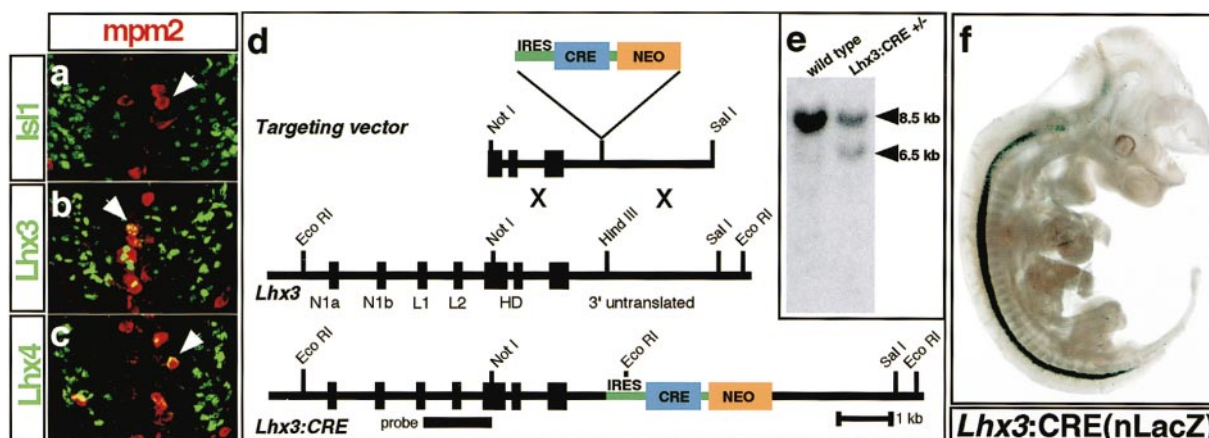 mpm2
Isl1
a
Lhx3
b
Lhx4
c
d
IRES
CRE
NEO
Targeting vector
Not I
Sal I
X
X
Eco RI
Not I
Hind III
Sal I
Eco RI
Lhx3
N1a
N1b
L1
L2
HD
3' untranslated
Eco RI
Not I
Eco RI
IRES
CRE
NEO
Sal I
Eco RI
Lhx3:CRE
probe
1 kb
e
wild type
Lhx3:CRE +/-
8.5 kb
6.5 kb
f
Lhx3:CRE(nLacZ)